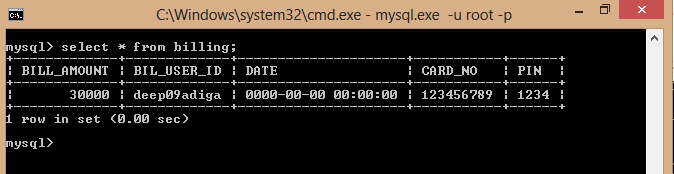 C:\Windows\system32\cmd.exe - mysql.exe -u root -p
mysql> select * from billing;
+-------------+-------------+---------------------+-----------+------+
¦ BILL_AMOUNT ¦ BIL_USER_ID ¦ DATE                ¦ CARD_NO   ¦ PIN  ¦
+-------------+-------------+---------------------+-----------+------+
¦       30000 ¦ deep09adiga ¦ 0000-00-00 00:00:00 ¦ 123456789 ¦ 1234 ¦
+-------------+-------------+---------------------+-----------+------+
1 row in set (0.00 sec)
mysql>